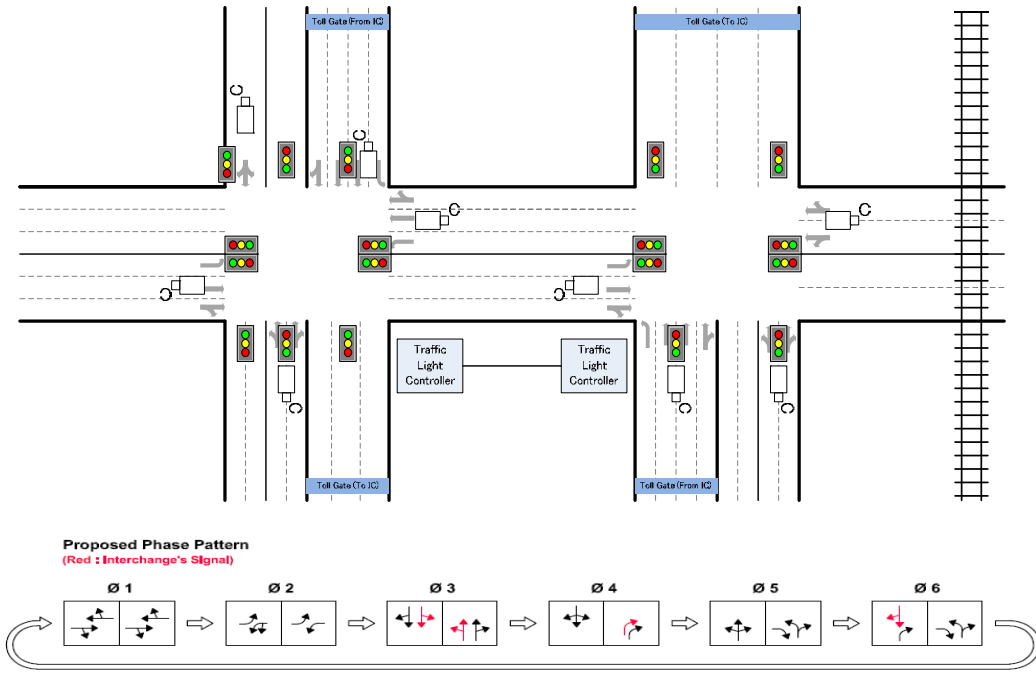 Toll Gate (From IC)
Toll Gate (To IC)
Traffic
Light
Controller
Traffic
Light
Controller
Toll Gate (To IC)
Toll Gate (From IC)
Proposed Phase Pattern
(Red : Interchange's Signal)
Ø 1
Ø 2
Ø 3
Ø 4
Ø 5
Ø 6